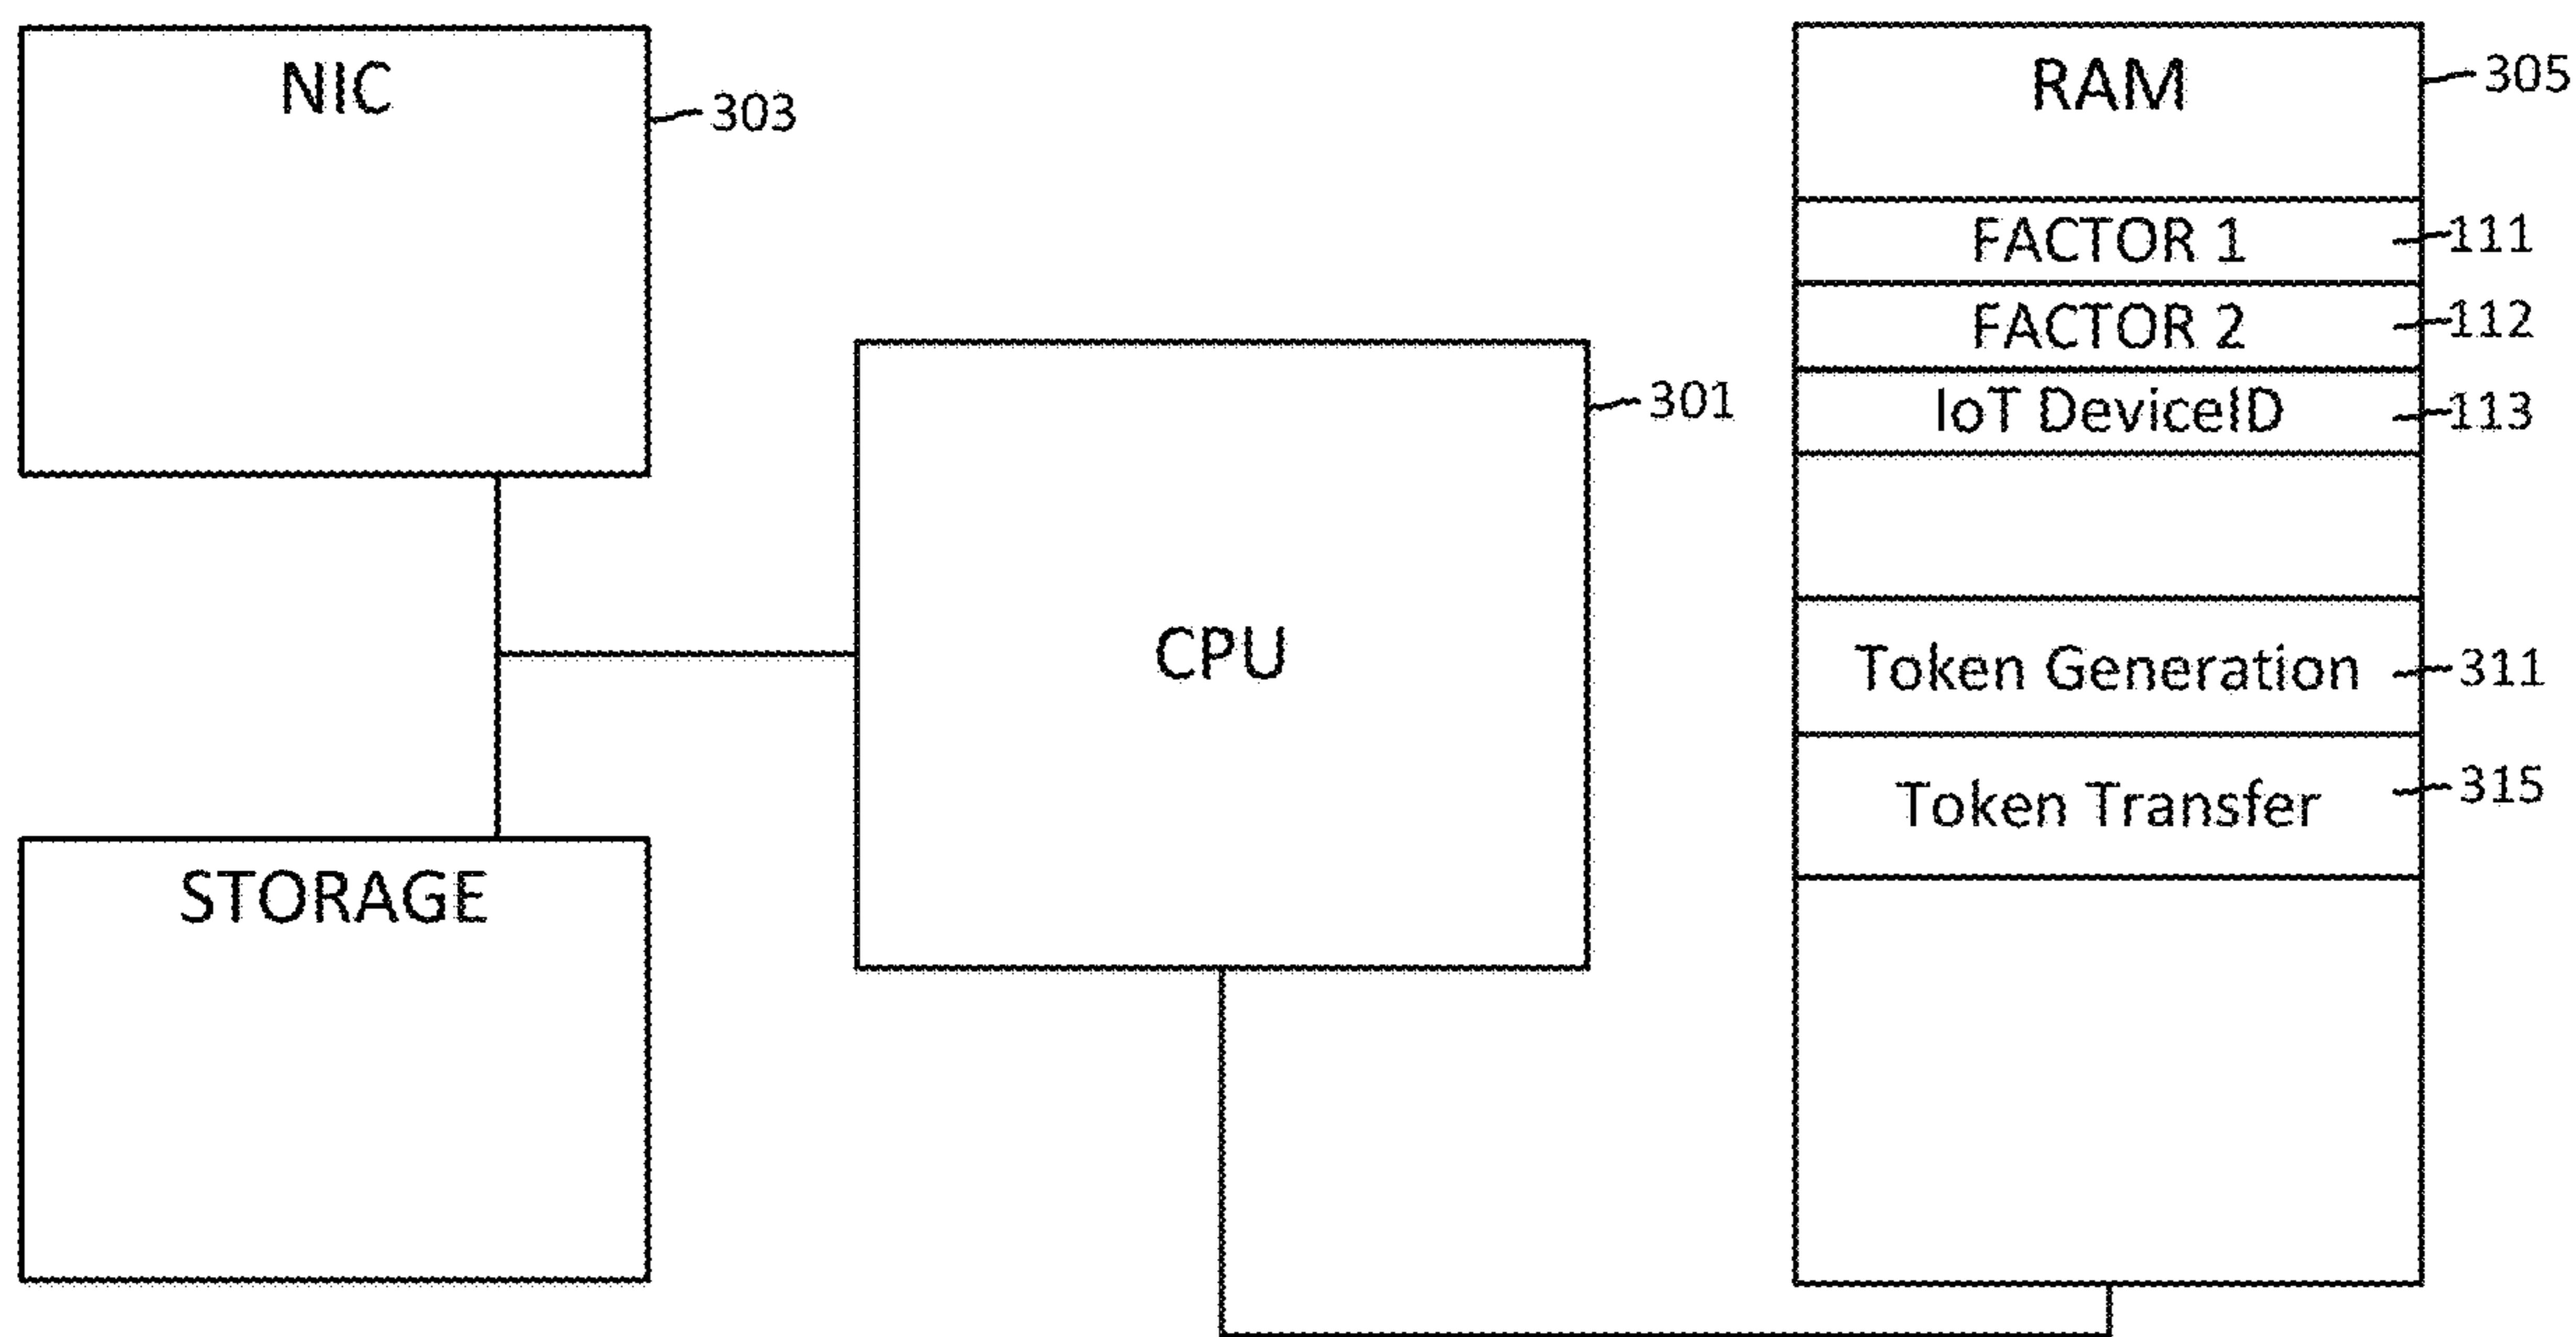 NIC
303
RAM
305
FACTOR 1
111
FACTOR 2
112
IoT DeviceID
113
301
CPU
Token Generation
311
Token Transfer
315
STORAGE